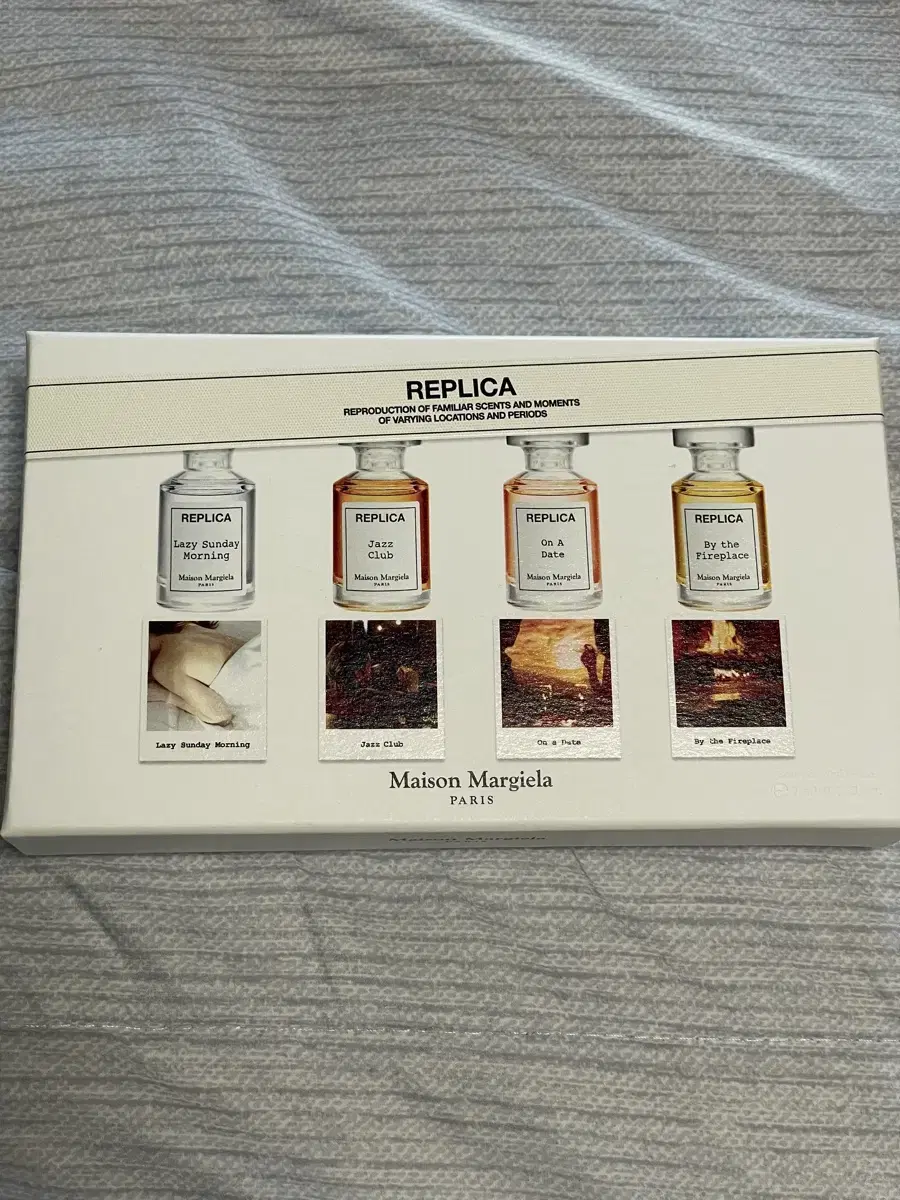 REPLICA
REPRODUCTION OF FAMILIAR SCENTS AND MOMENTS
OF VARYING LOCATIONS AND PERIODS
REPLICA
Lazy Sunday
Morning
Maison Margiela
PARIS
REPLICA
Jazz
Club
Maison Margiela
PARIS
REPLICA
On A
Date
Maison Margiela
PARIS
REPLICA
By the
Fireplace
Maison Margiela
PARIS
Lazy Sunday Morning
Jazz Club
On a Date
By the Fireplace
Maison Margiela
PARIS
Maison Margiela